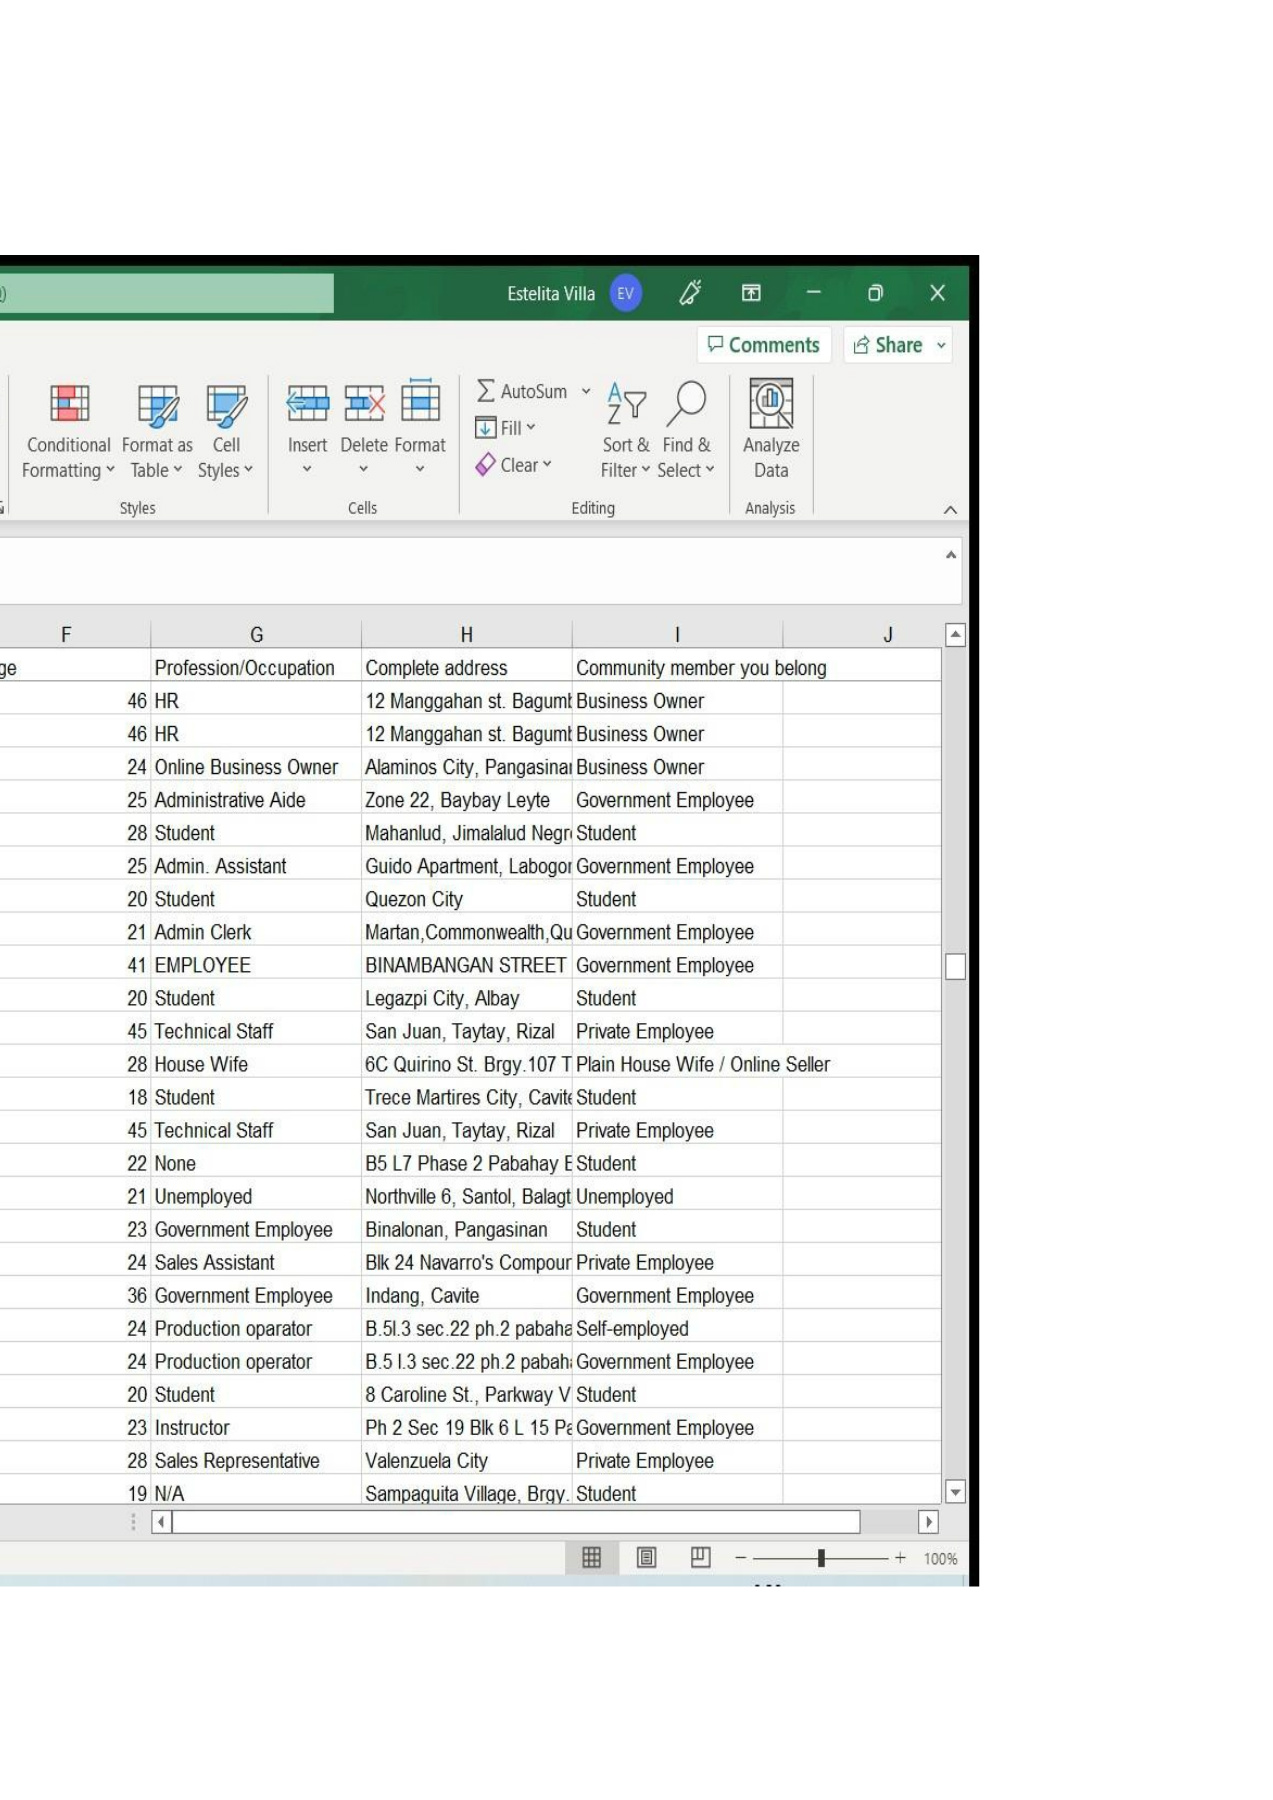 Estelita Villa EV
Comments Share
AutoSum
Fill
Clear
Conditional Format as Cell Insert Delete Format Sort & Find & Analyze
Formatting Table Styles Filter Select Data
Styles Cells Editing Analysis
F G H I J
ge Profession/Occupation Complete address Community member you belong
46 HR 12 Manggahan st. Bagumb Business Owner
46 HR 12 Manggahan st. Bagumb Business Owner
24 Online Business Owner Alaminos City, Pangasinan Business Owner
25 Administrative Aide Zone 22, Baybay Leyte Government Employee
28 Student Mahanlud, Jimalalud Negr Student
25 Admin. Assistant Guido Apartment, Labogon Government Employee
20 Student Quezon City Student
21 Admin Clerk Martan,Commonwealth,Qu Government Employee
41 EMPLOYEE BINAMBANGAN STREET Government Employee
20 Student Legazpi City, Albay Student
45 Technical Staff San Juan, Taytay, Rizal Private Employee
28 House Wife 6C Quirino St. Brgy.107 T Plain House Wife / Online Seller
18 Student Trece Martires City, Cavite Student
45 Technical Staff San Juan, Taytay, Rizal Private Employee
22 None B5 L7 Phase 2 Pabahay Student
21 Unemployed Northville 6, Santol, Balagt Unemployed
23 Government Employee Binalonan, Pangasinan Student
24 Sales Assistant Blk 24 Navarro's Compoun Private Employee
36 Government Employee Indang, Cavite Government Employee
24 Production oparator B.5l.3 sec.22 ph.2 pabaha Self-employed
24 Production operator B.5 l.3 sec.22 ph.2 pabaha Government Employee
20 Student 8 Caroline St., Parkway V Student
23 Instructor Ph 2 Sec 19 Blk 6 L 15 Pa Government Employee
28 Sales Representative Valenzuela City Private Employee
19 N/A Sampaguita Village, Brgy. Student
100%